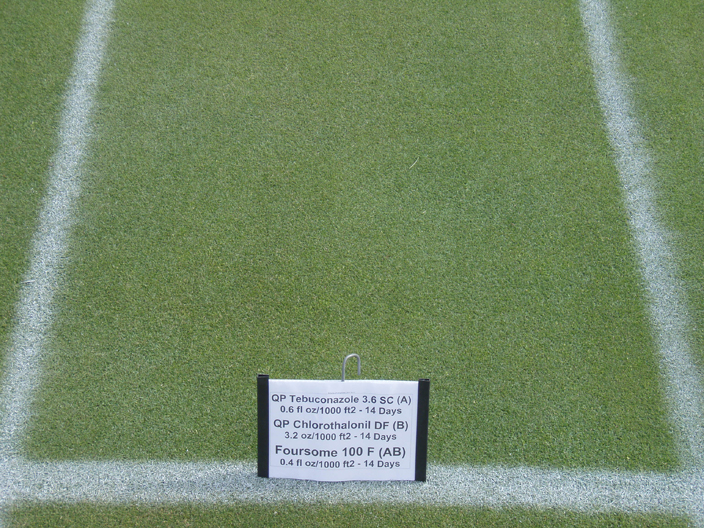 QP Tebuconazole 3.6 SC (A)
0.6 fl oz/1000 ft2 - 14 Days
QP Chlorothalonil DF (B)
3.2 oz/1000 ft2 - 14 Days
Foursome 100 F (AB)
0.4 fl oz/1000 ft2 - 14 Days